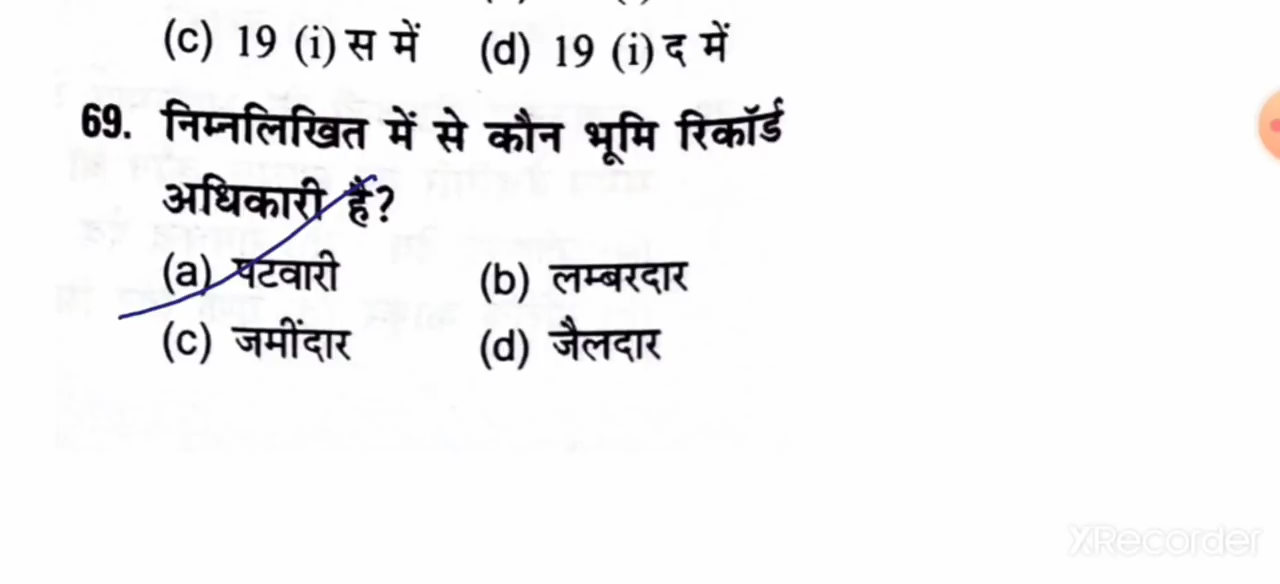 (c) 19 (i) स में (d) 19 (i) द में
69. निम्नलिखित में से कौन भूमि रिकॉर्ड
अधिकारी हैं?
(a) पटवारी (b) लम्बरदार
(c) जमींदार (d) जैलदार
XRecorder